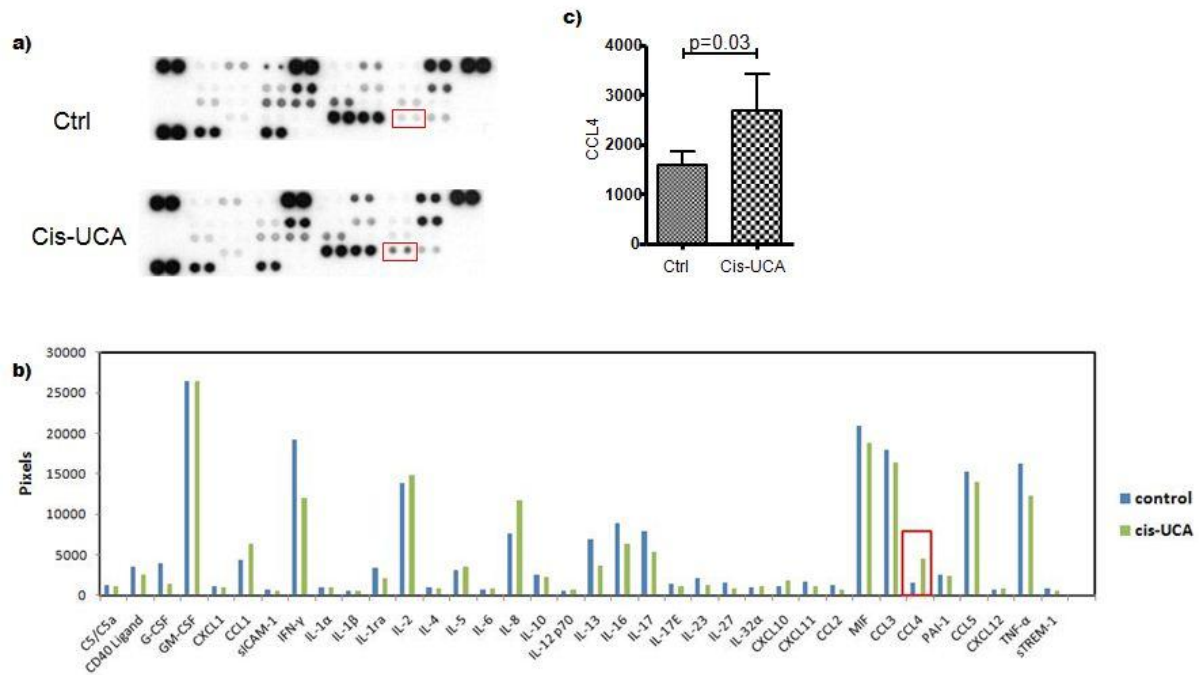 a)
Ctrl
Cis-UCA
c)
p=0.03
4000
3000
2000
1000
0
CCL4
Ctrl Cis-UCA
b)
Pixels
30000
25000
20000
15000
10000
5000
0
C5/C5a
CD40 Ligand
G-CSF
GM-CSF
CXCL1
CCL1
sICAM-1
IFN-γ
IL-1α
IL-1β
IL-1ra
IL-2
IL-4
IL-5
IL-6
IL-8
IL-10
IL-12 p70
IL-13
IL-16
IL-17
IL-17E
IL-23
IL-27
IL-32α
CXCL10
CXCL11
CCL2
MIF
CCL3
CCL4
PAI-1
CCL5
CXCL12
TNF-α
sTREM-1
control
cis-UCA